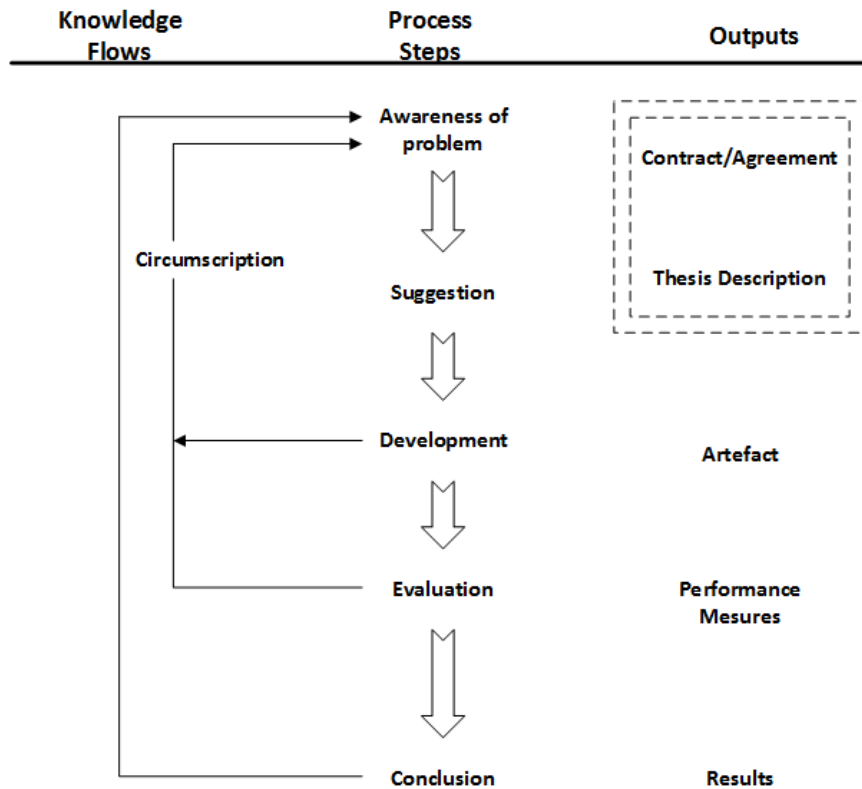 Knowledge
Flows
Process
Steps
Outputs
Awareness of
problem
Contract/Agreement
Circumscription
Thesis Description
Suggestion
Development
Artefact
Evaluation
Performance
Mesures
Conclusion
Results